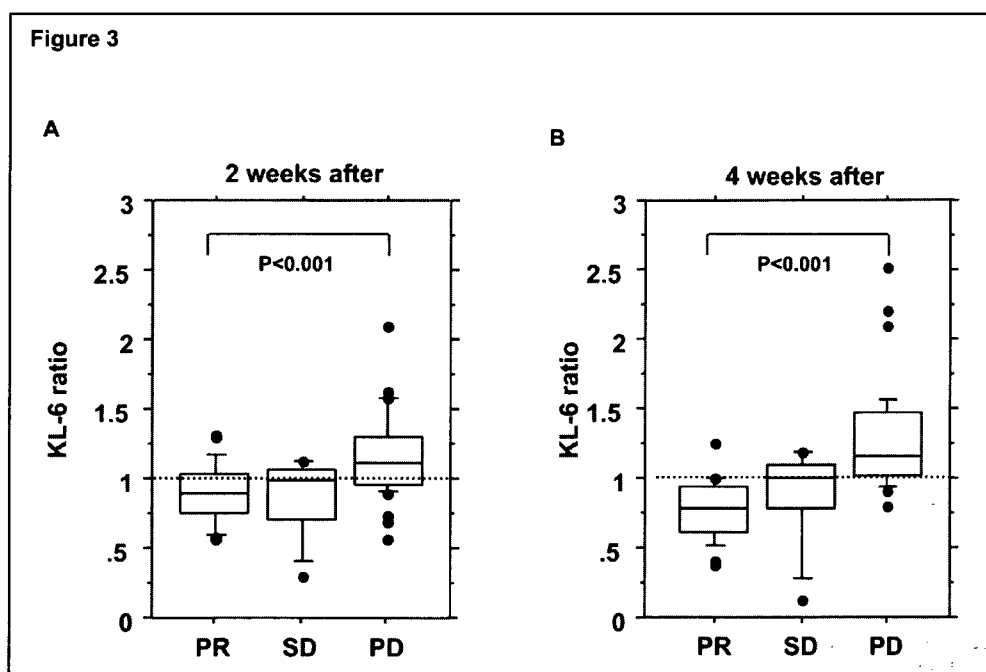 Figure 3
A
2 weeks after
3
2.5
2
1.5
1
.5
0
KL-6 ratio
P<0.001
PR SD PD
B
4 weeks after
3
2.5
2
1.5
1
.5
0
KL-6 ratio
P<0.001
PR SD PD